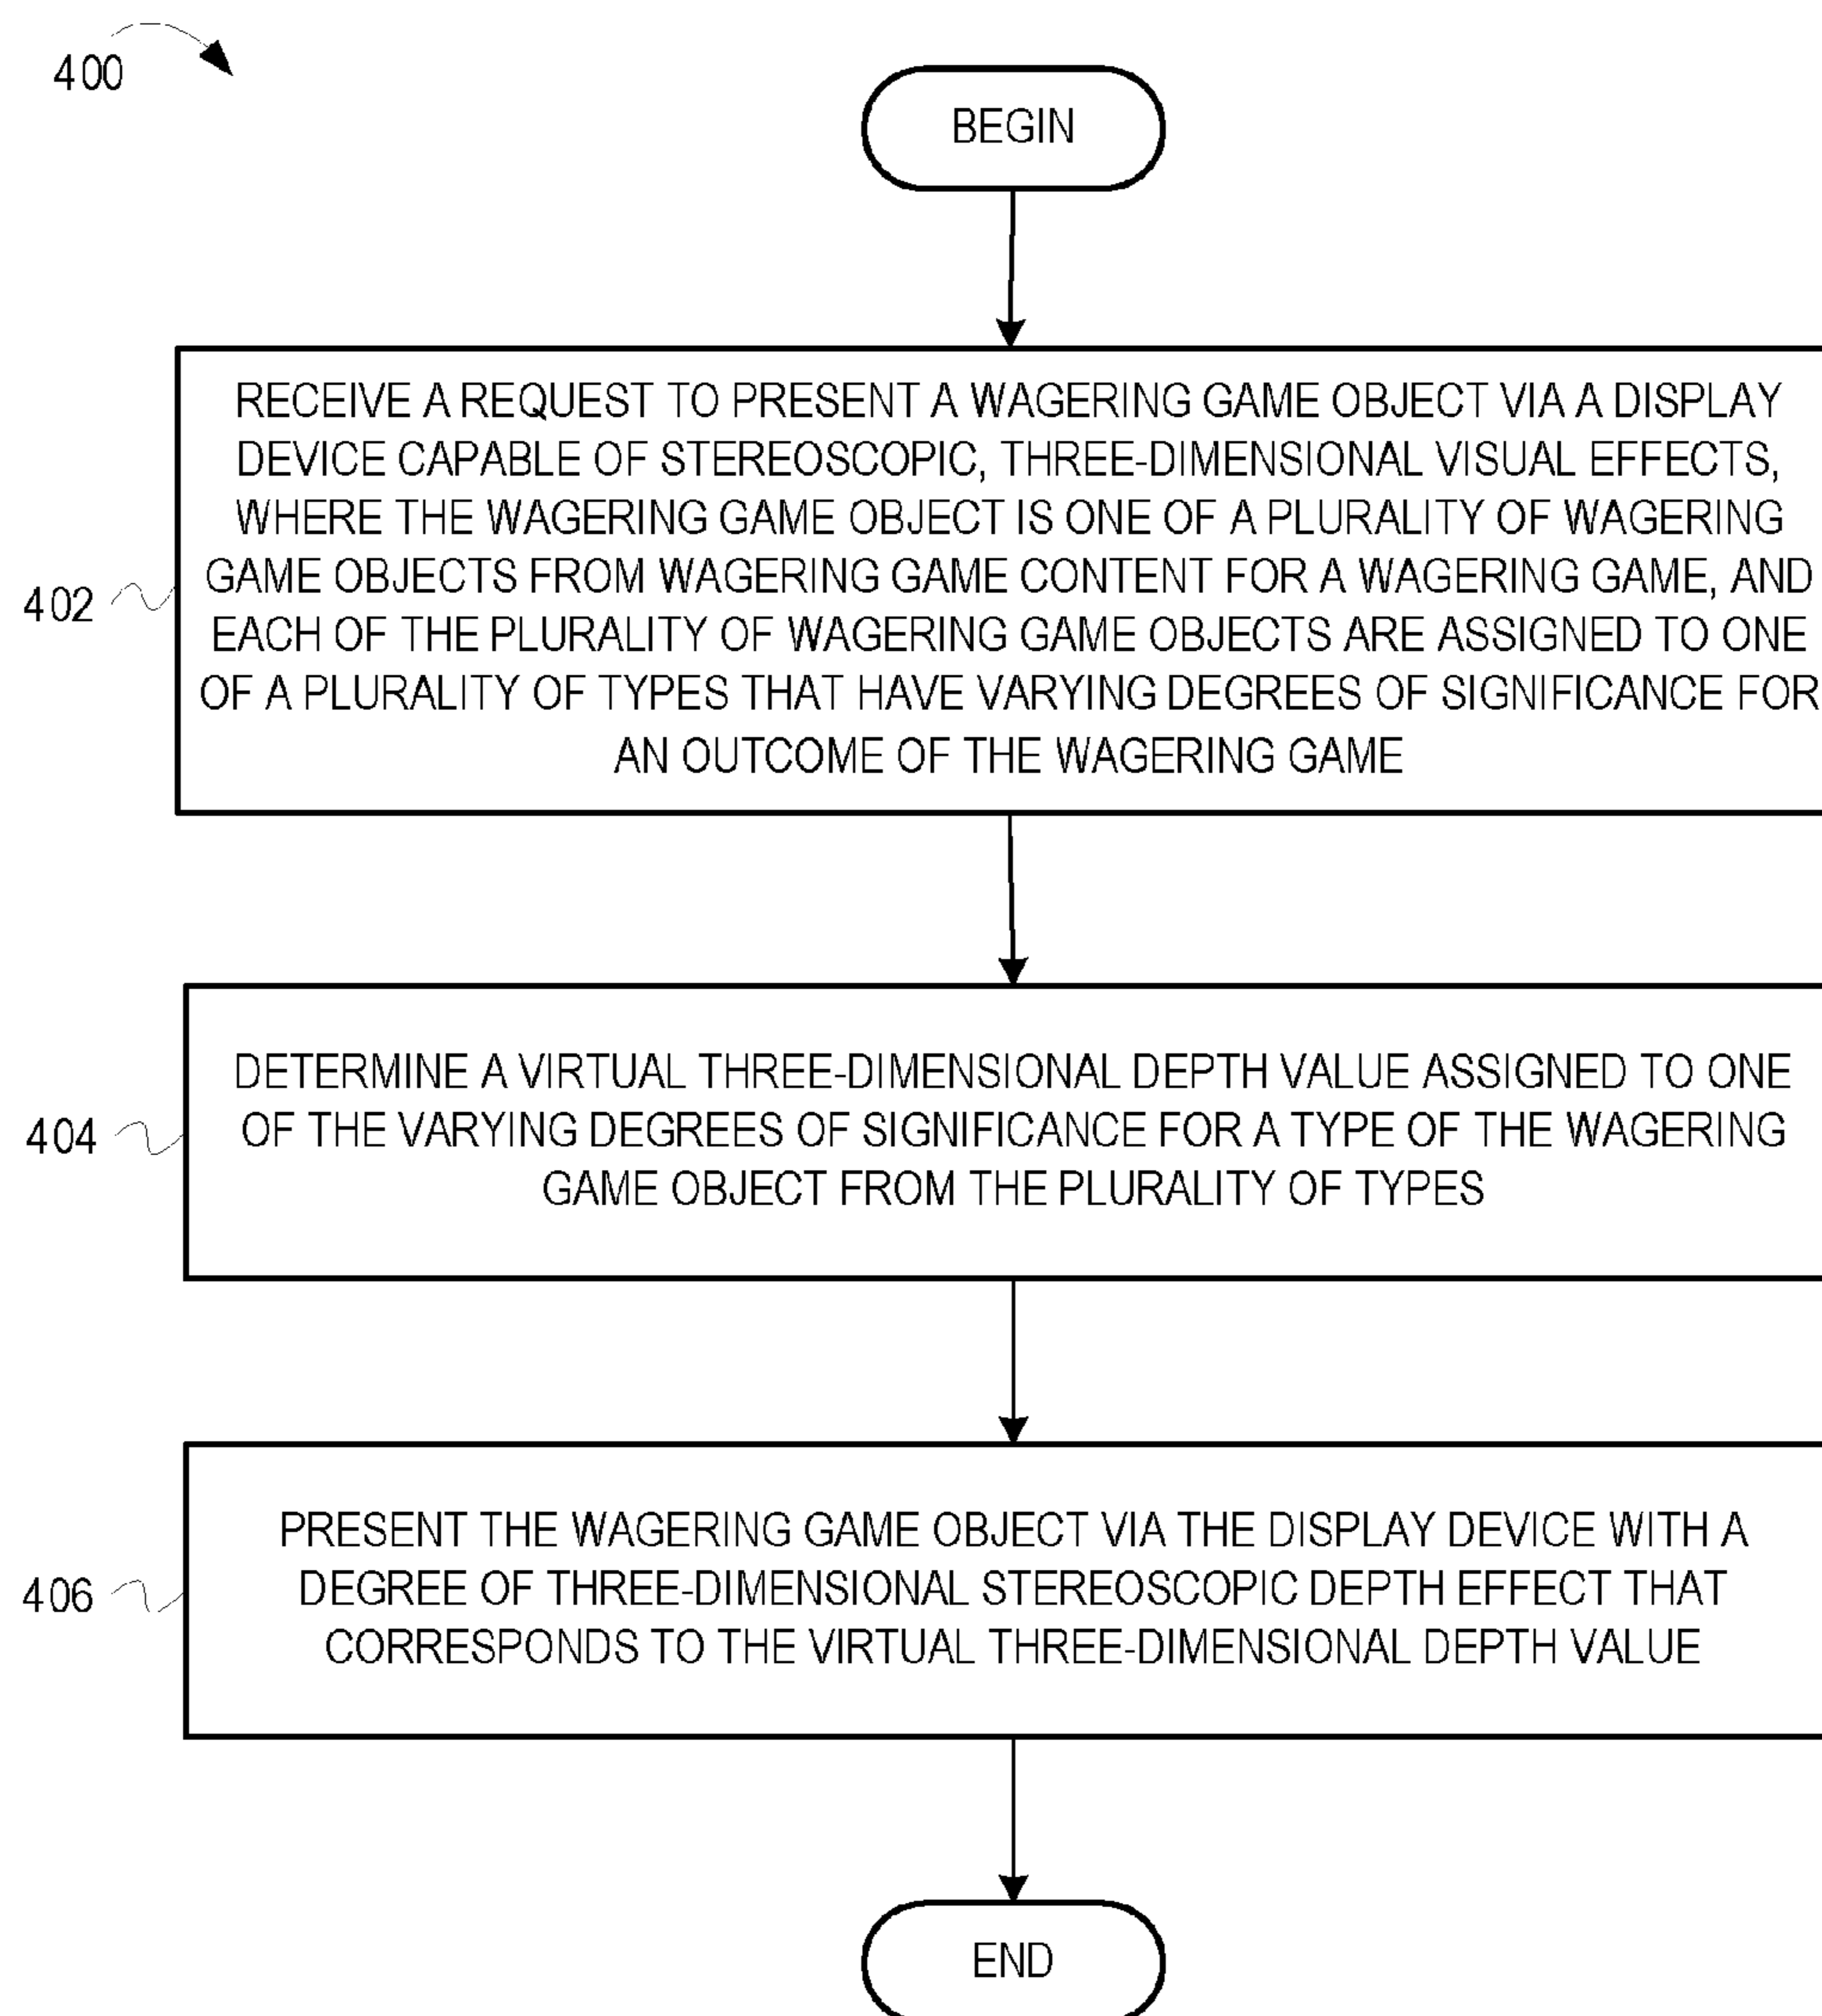 400
BEGIN
RECEIVE A REQUEST TO PRESENT A WAGERING GAME OBJECT VIA A DISPLAY
DEVICE CAPABLE OF STEREOSCOPIC, THREE-DIMENSIONAL VISUAL EFFECTS,
WHERE THE WAGERING GAME OBJECT IS ONE OF A PLURALITY OF WAGERING
GAME OBJECTS FROM WAGERING GAME CONTENT FOR A WAGERING GAME, AND
EACH OF THE PLURALITY OF WAGERING GAME OBJECTS ARE ASSIGNED TO ONE
OF A PLURALITY OF TYPES THAT HAVE VARYING DEGREES OF SIGNIFICANCE FOR
AN OUTCOME OF THE WAGERING GAME
402
DETERMINE A VIRTUAL THREE-DIMENSIONAL DEPTH VALUE ASSIGNED TO ONE
OF THE VARYING DEGREES OF SIGNIFICANCE FOR A TYPE OF THE WAGERING
GAME OBJECT FROM THE PLURALITY OF TYPES
404
PRESENT THE WAGERING GAME OBJECT VIA THE DISPLAY DEVICE WITH A
DEGREE OF THREE-DIMENSIONAL STEREOSCOPIC DEPTH EFFECT THAT
CORRESPONDS TO THE VIRTUAL THREE-DIMENSIONAL DEPTH VALUE
406
END